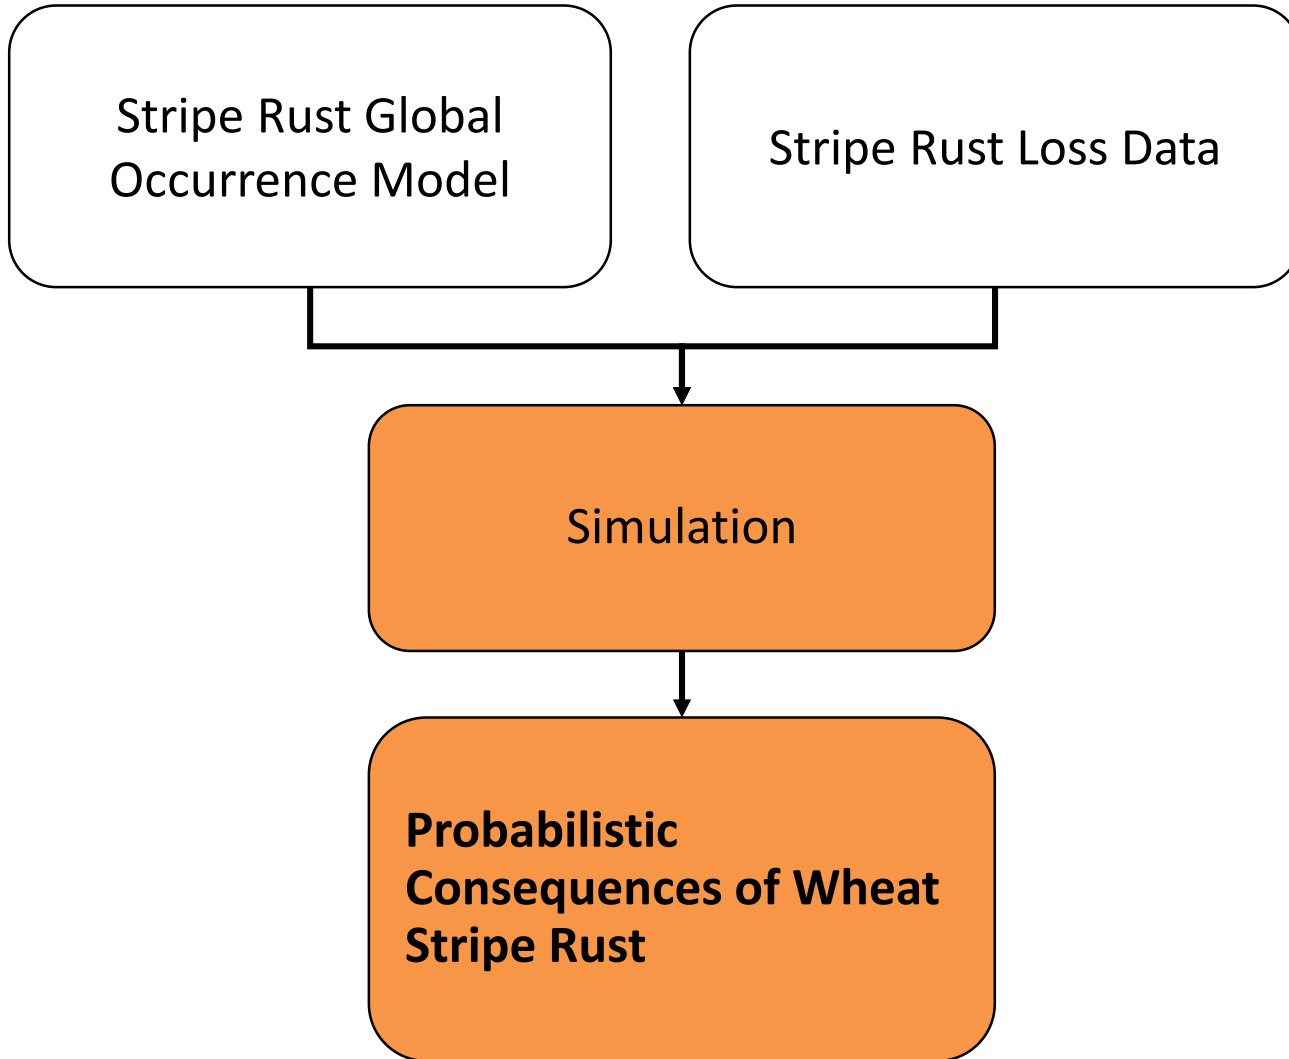 Stripe Rust Global
Occurrence Model
Stripe Rust Loss Data
Simulation
Probabilistic
Consequences of Wheat
Stripe Rust